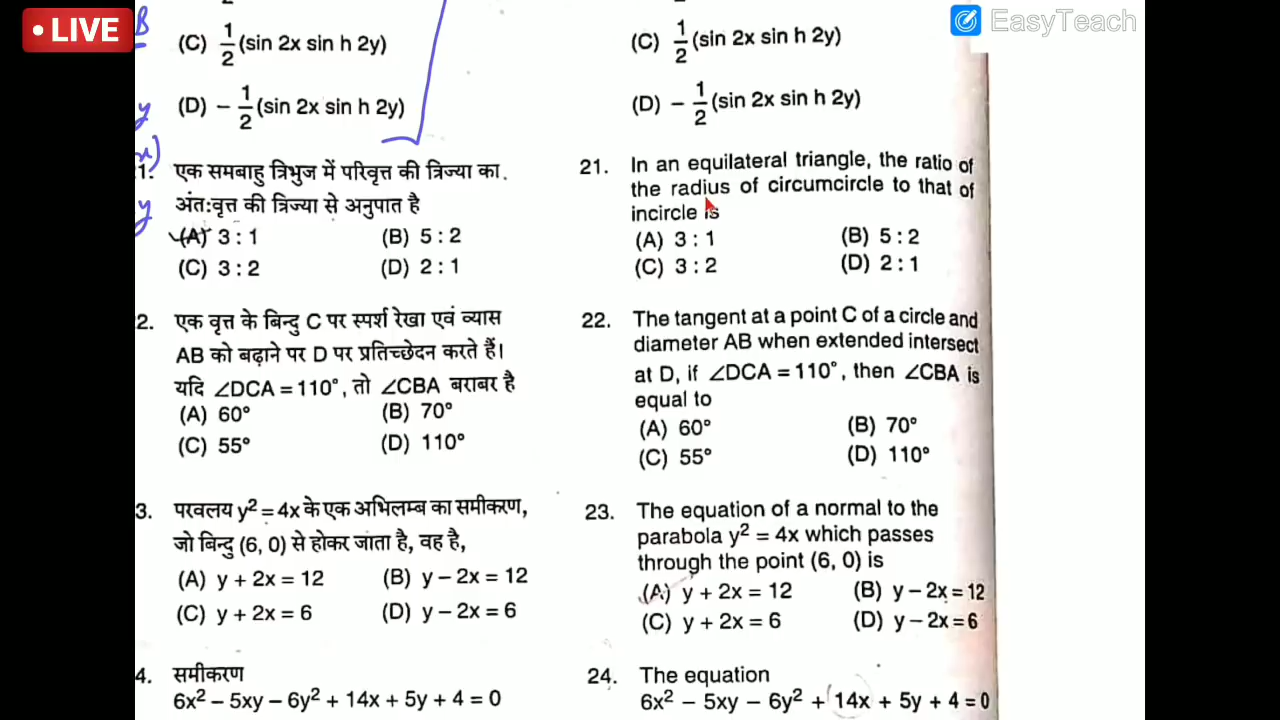 LIVE
EasyTeach
B
(C) 1/2 (sin 2x sin h 2y)
y
(D) – 1/2 (sin 2x sin h 2y)
x)
1. एक समबाहु त्रिभुज में परिवृत्त की त्रिज्या का
y
अंतःवृत्त की त्रिज्या से अनुपात है
(A) 3 : 1 (B) 5 : 2
(C) 3 : 2 (D) 2 : 1
2. एक वृत्त के बिन्दु C पर स्पर्श रेखा एवं व्यास
AB को बढ़ाने पर D पर प्रतिच्छेदन करते हैं।
यदि ∠DCA = 110°, तो ∠CBA बराबर है
(A) 60° (B) 70°
(C) 55° (D) 110°
3. परवलय y² = 4x के एक अभिलम्ब का समीकरण,
जो बिन्दु (6, 0) से होकर जाता है, वह है,
(A) y + 2x = 12 (B) y – 2x = 12
(C) y + 2x = 6 (D) y – 2x = 6
4. समीकरण
6x² – 5xy – 6y² + 14x + 5y + 4 = 0
(C) 1/2 (sin 2x sin h 2y)
(D) – 1/2 (sin 2x sin h 2y)
21. In an equilateral triangle, the ratio of
the radius of circumcircle to that of
incircle is
(A) 3 : 1 (B) 5 : 2
(C) 3 : 2 (D) 2 : 1
22. The tangent at a point C of a circle and
diameter AB when extended intersect
at D, if ∠DCA = 110°, then ∠CBA is
equal to
(A) 60° (B) 70°
(C) 55° (D) 110°
23. The equation of a normal to the
parabola y² = 4x which passes
through the point (6, 0) is
(A) y + 2x = 12 (B) y – 2x = 12
(C) y + 2x = 6 (D) y – 2x = 6
24. The equation
6x² – 5xy – 6y² + 14x + 5y + 4 = 0